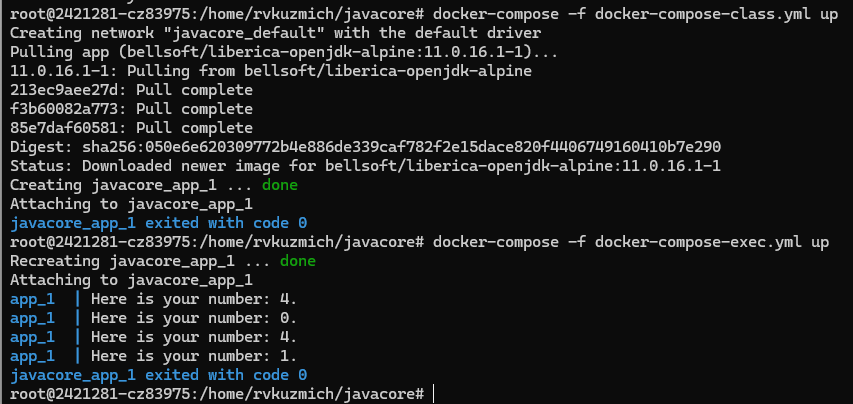 root@2421281-cz83975:/home/rvkuzmich/javacore# docker-compose -f docker-compose-class.yml up
Creating network "javacore_default" with the default driver
Pulling app (bellsoft/liberica-openjdk-alpine:11.0.16.1-1)...
11.0.16.1-1: Pulling from bellsoft/liberica-openjdk-alpine
213ec9aee27d: Pull complete
f3b60082a773: Pull complete
85e7daf60581: Pull complete
Digest: sha256:050e6e620309772b4e886de339caf782f2e15dace820f4406749160410b7e290
Status: Downloaded newer image for bellsoft/liberica-openjdk-alpine:11.0.16.1-1
Creating javacore_app_1 ... done
Attaching to javacore_app_1
javacore_app_1 exited with code 0
root@2421281-cz83975:/home/rvkuzmich/javacore# docker-compose -f docker-compose-exec.yml up
Recreating javacore_app_1 ... done
Attaching to javacore_app_1
app_1  | Here is your number: 4.
app_1  | Here is your number: 0.
app_1  | Here is your number: 4.
app_1  | Here is your number: 1.
javacore_app_1 exited with code 0
root@2421281-cz83975:/home/rvkuzmich/javacore#